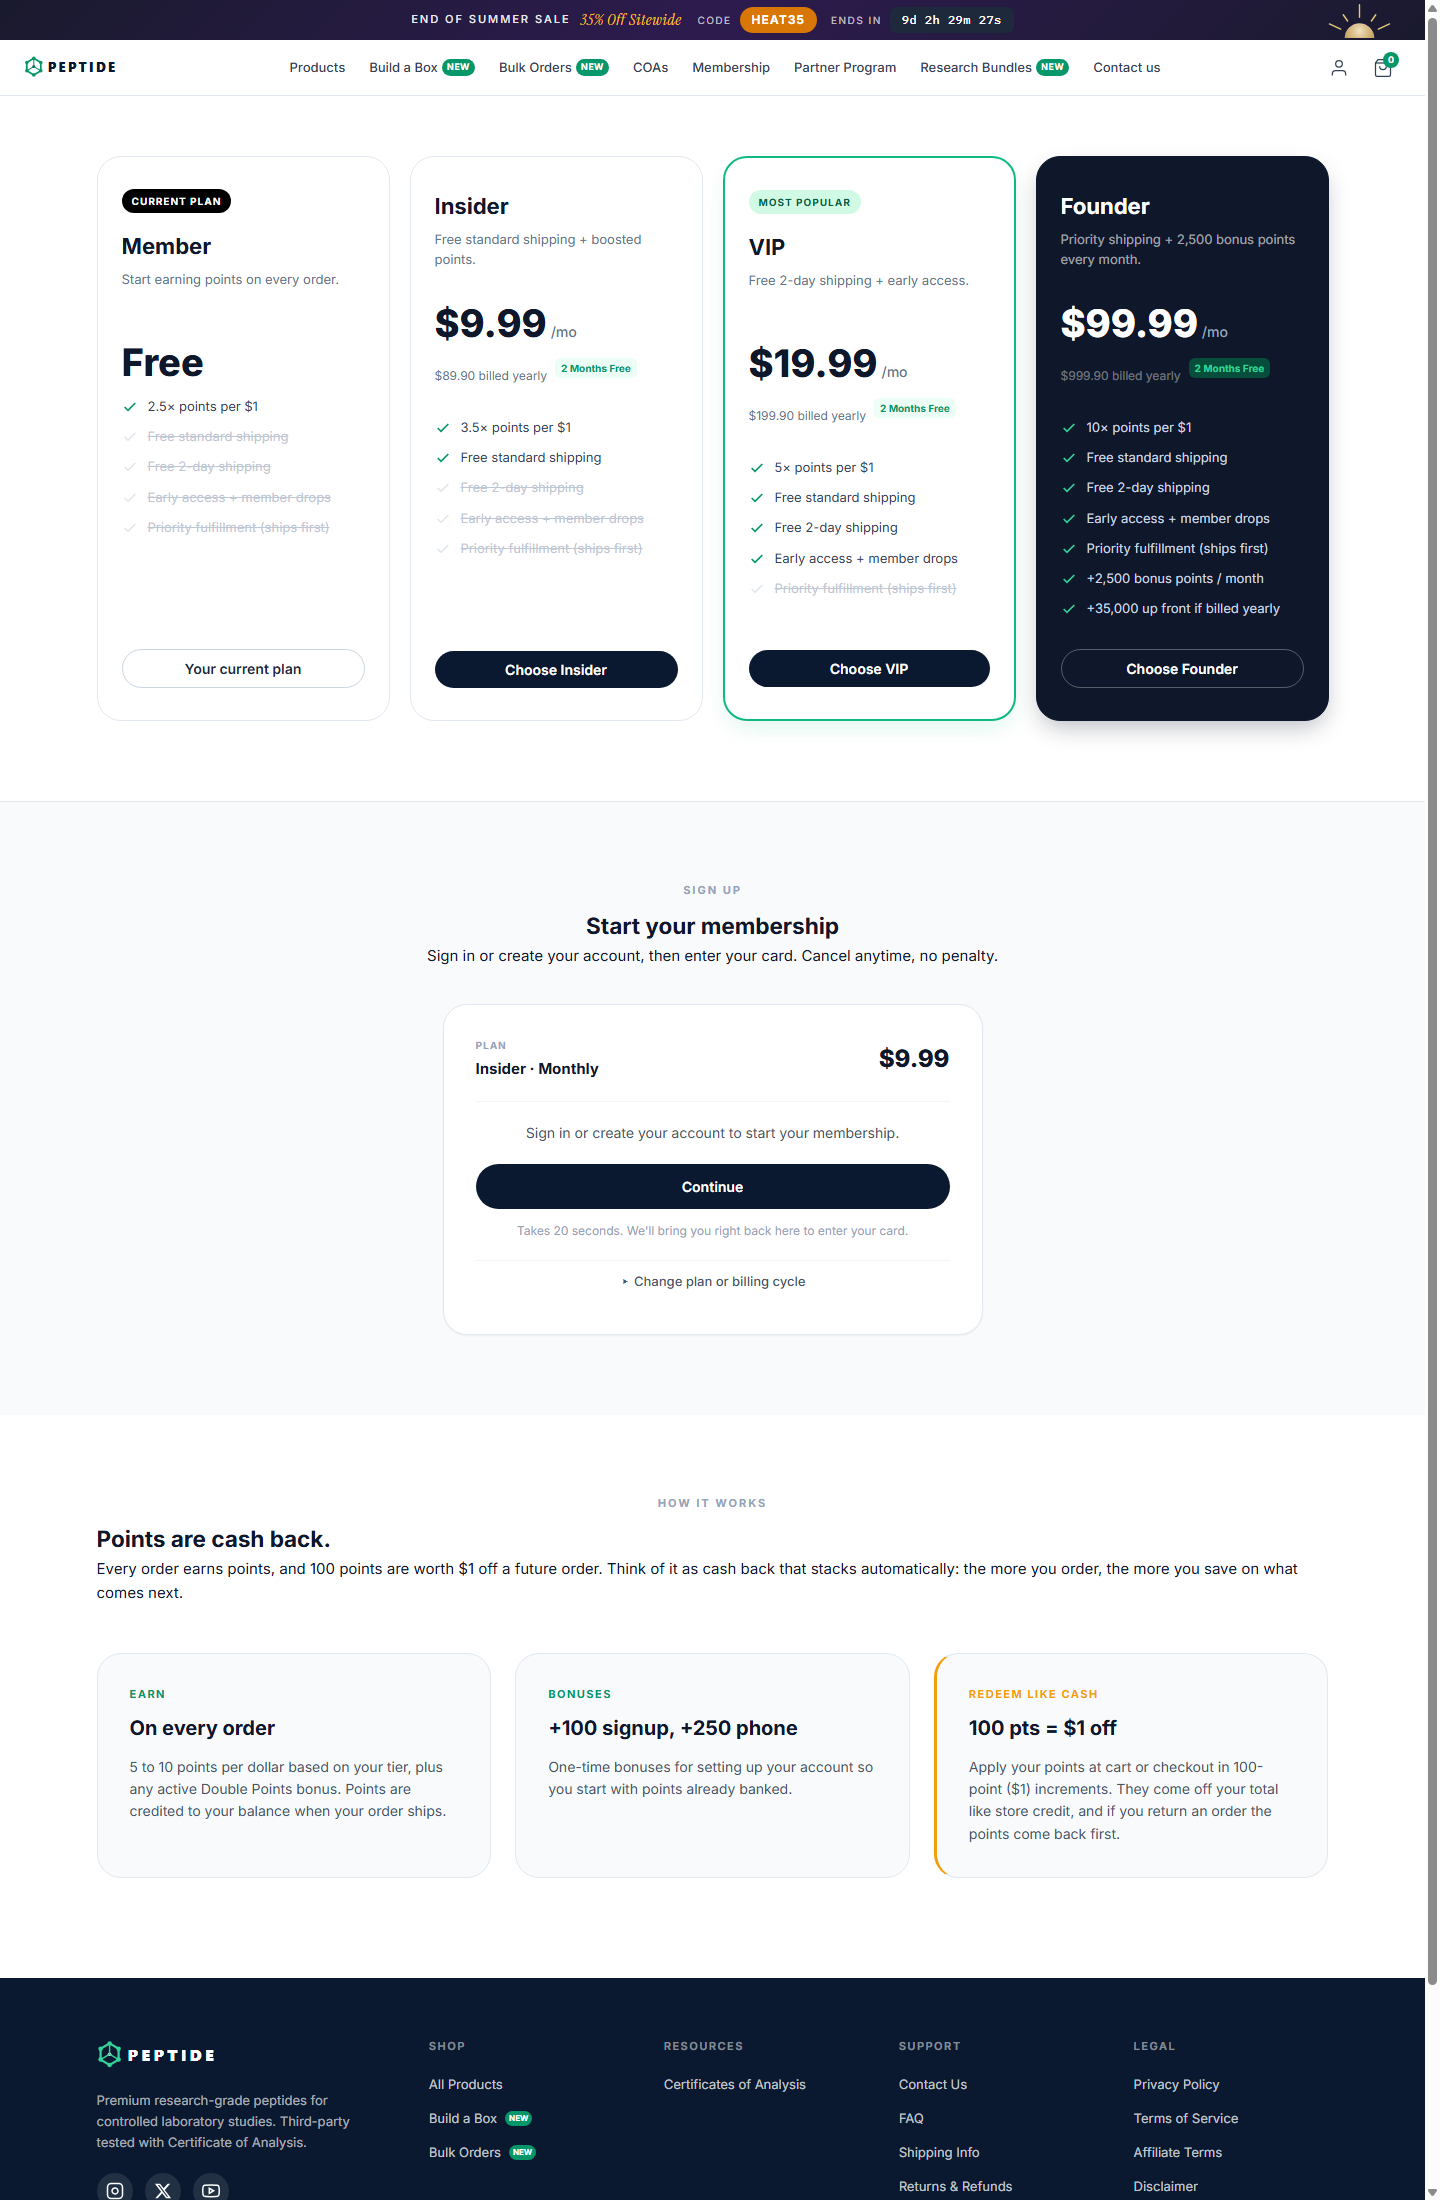 END OF SUMMER SALE 35% Off Sitewide CODE HEAT35 ENDS IN 9d 2h 29m 27s
PEPTIDE Products Build a Box NEW Bulk Orders NEW COAs Membership Partner Program Research Bundles NEW Contact us 0
CURRENT PLAN
Member
Start earning points on every order.
Free
2.5× points per $1
Free standard shipping
Free 2-day shipping
Early access + member drops
Priority fulfillment (ships first)
Your current plan
Insider
Free standard shipping + boosted
points.
$9.99 /mo
$89.90 billed yearly 2 Months Free
3.5× points per $1
Free standard shipping
Free 2-day shipping
Early access + member drops
Priority fulfillment (ships first)
Choose Insider
MOST POPULAR
VIP
Free 2-day shipping + early access.
$19.99 /mo
$199.90 billed yearly 2 Months Free
5× points per $1
Free standard shipping
Free 2-day shipping
Early access + member drops
Priority fulfillment (ships first)
Choose VIP
Founder
Priority shipping + 2,500 bonus points
every month.
$99.99 /mo
$999.90 billed yearly 2 Months Free
10× points per $1
Free standard shipping
Free 2-day shipping
Early access + member drops
Priority fulfillment (ships first)
+2,500 bonus points / month
+35,000 up front if billed yearly
Choose Founder
SIGN UP
Start your membership
Sign in or create your account, then enter your card. Cancel anytime, no penalty.
PLAN
Insider · Monthly
$9.99
Sign in or create your account to start your membership.
Continue
Takes 20 seconds. We'll bring you right back here to enter your card.
▸ Change plan or billing cycle
HOW IT WORKS
Points are cash back.
Every order earns points, and 100 points are worth $1 off a future order. Think of it as cash back that stacks automatically: the more you order, the more you save on what
comes next.
EARN
On every order
5 to 10 points per dollar based on your tier, plus
any active Double Points bonus. Points are
credited to your balance when your order ships.
BONUSES
+100 signup, +250 phone
One-time bonuses for setting up your account so
you start with points already banked.
REDEEM LIKE CASH
100 pts = $1 off
Apply your points at cart or checkout in 100-
point ($1) increments. They come off your total
like store credit, and if you return an order the
points come back first.
PEPTIDE
Premium research-grade peptides for
controlled laboratory studies. Third-party
tested with Certificate of Analysis.
SHOP
All Products
Build a Box NEW
Bulk Orders NEW
RESOURCES
Certificates of Analysis
SUPPORT
Contact Us
FAQ
Shipping Info
Returns & Refunds
LEGAL
Privacy Policy
Terms of Service
Affiliate Terms
Disclaimer